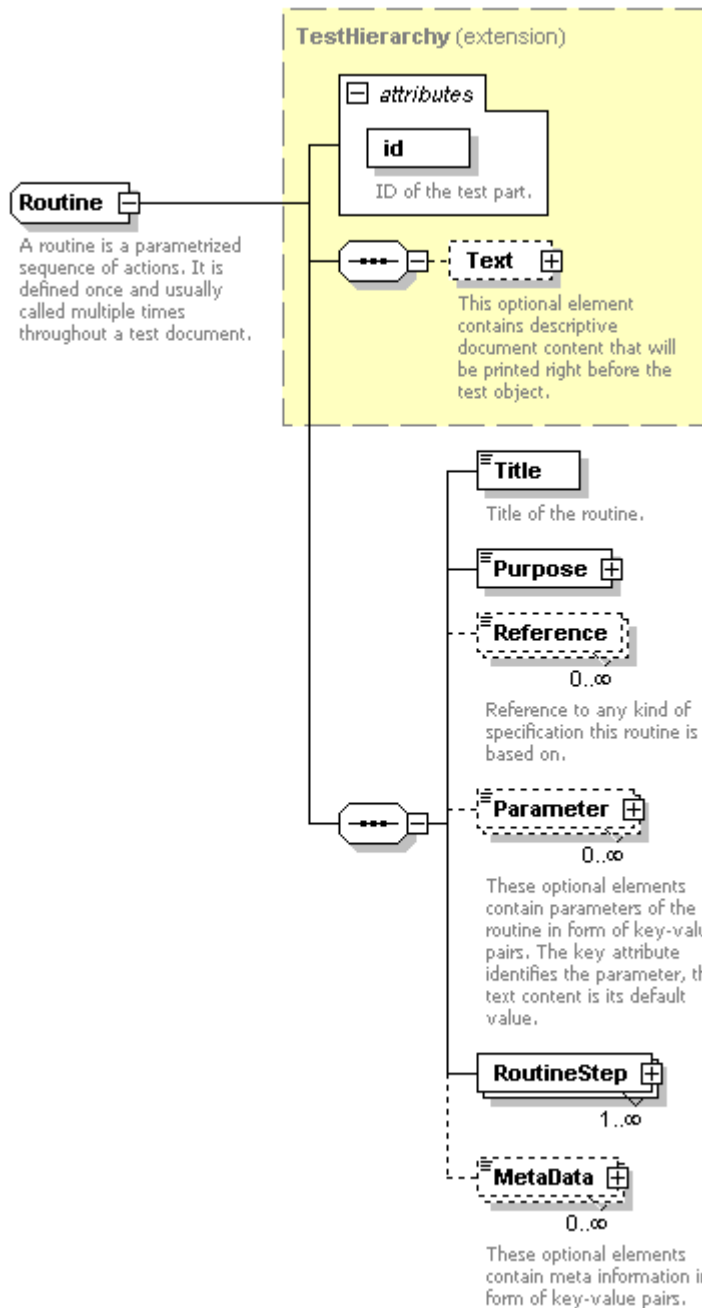 TestHierarchy (extension)
attributes
id
ID of the test part.
Routine
A routine is a parametrized
sequence of actions. It is
defined once and usually
called multiple times
throughout a test document.
Text
This optional element
contains descriptive
document content that will
be printed right before the
test object.
Title
Title of the routine.
Purpose
Reference
0..∞
Reference to any kind of
specification this routine is
based on.
Parameter
0..∞
These optional elements
contain parameters of the
routine in form of key-valu
pairs. The key attribute
identifies the parameter, th
text content is its default
value.
RoutineStep
1..∞
MetaData
0..∞
These optional elements
contain meta information in
form of key-value pairs.